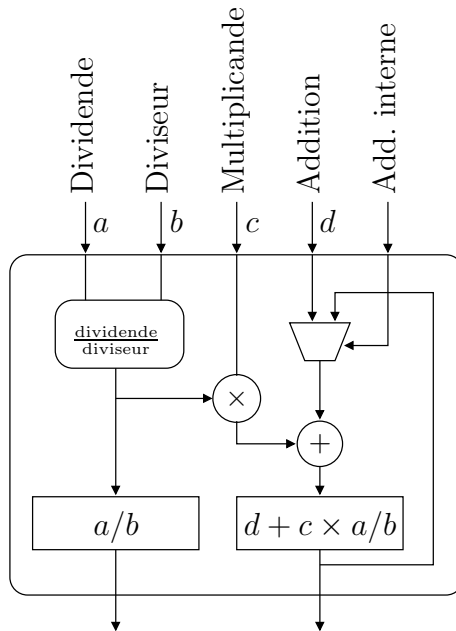 Dividende
Diviseur
Multiplicande
Addition
Add. interne
a
b
c
d
dividende
diviseur
×
+
a/b
d + c × a/b